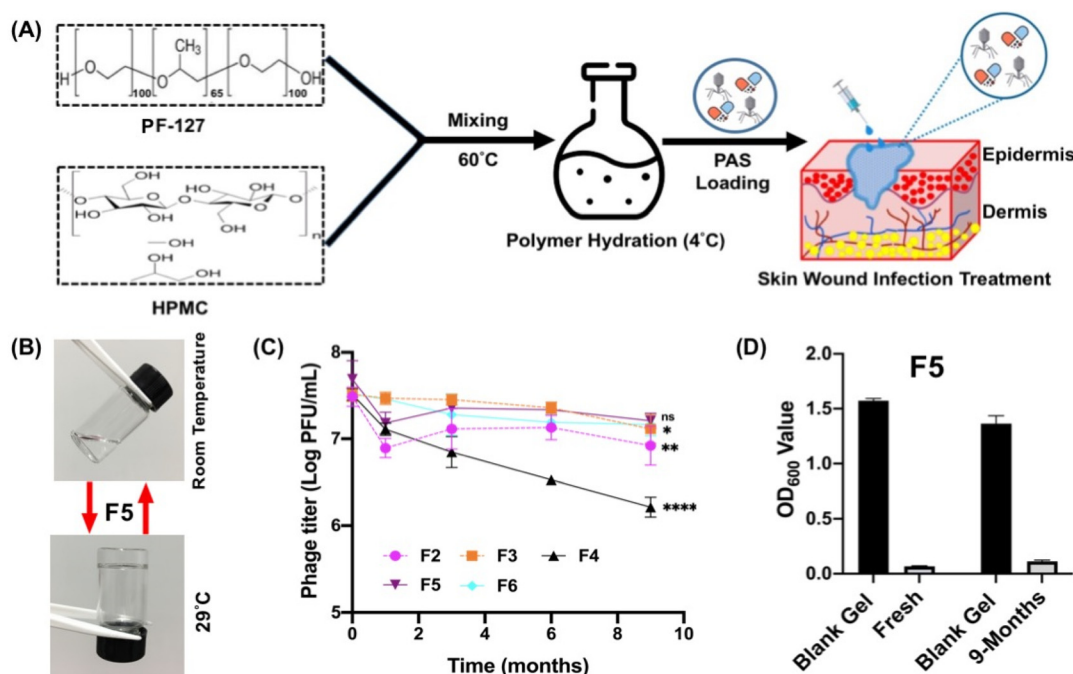 (A)
H
O
100
CH₃
O
65
O
O
OH
100
PF-127
OH
HO
O
OH
HO
O
OH
O
HO
O
OH
O
n
—OH
OH
OH
HPMC
Mixing
60°C
Polymer Hydration (4°C)
PAS
Loading
Epidermis
Dermis
Skin Wound Infection Treatment
(B)
Room Temperature
F5
29°C
(C)
Phage titer (Log PFU/mL)
8
7
6
5
0
2
4
6
8
10
Time (months)
ns
*
**
****
F2
F3
F4
F5
F6
(D)
F5
OD₆₀₀ Value
2.0
1.5
1.0
0.5
0.0
Blank Gel
Fresh
Blank Gel
9-Months